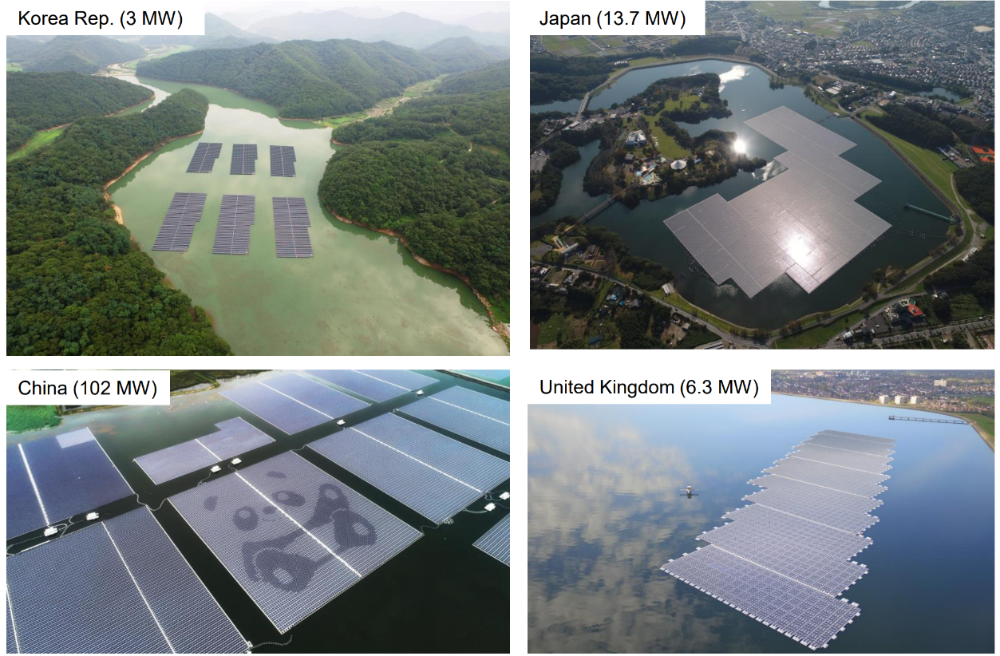 Korea Rep. (3 MW)
Japan (13.7 MW)
China (102 MW)
United Kingdom (6.3 MW)